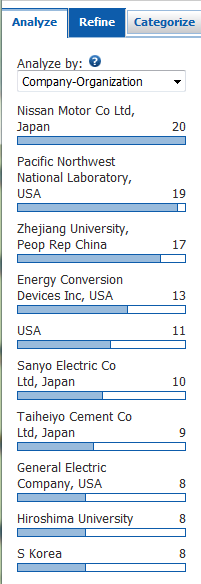 Analyze Refine Categorize
Analyze by: ?
Company-Organization
Nissan Motor Co Ltd,
Japan 20
Pacific Northwest
National Laboratory,
USA 19
Zhejiang University,
Peop Rep China 17
Energy Conversion
Devices Inc, USA 13
USA 11
Sanyo Electric Co
Ltd, Japan 10
Taiheiyo Cement Co
Ltd, Japan 9
General Electric
Company, USA 8
Hiroshima University 8
S Korea 8